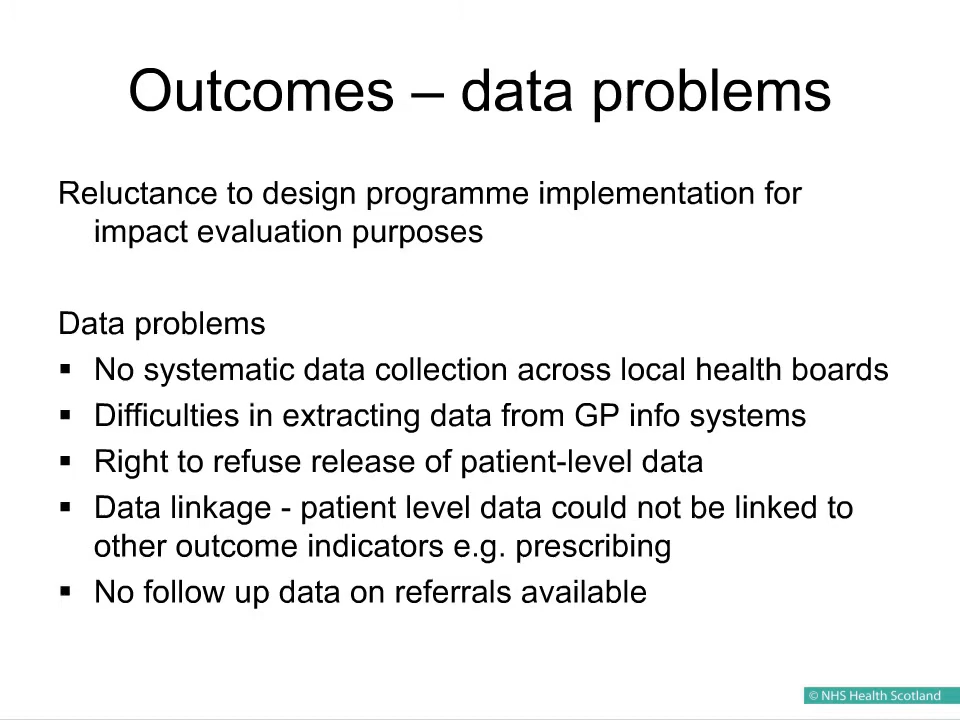 Outcomes – data problems
Reluctance to design programme implementation for
impact evaluation purposes
Data problems
▪ No systematic data collection across local health boards
▪ Difficulties in extracting data from GP info systems
▪ Right to refuse release of patient-level data
▪ Data linkage - patient level data could not be linked to
other outcome indicators e.g. prescribing
▪ No follow up data on referrals available
© NHS Health Scotland